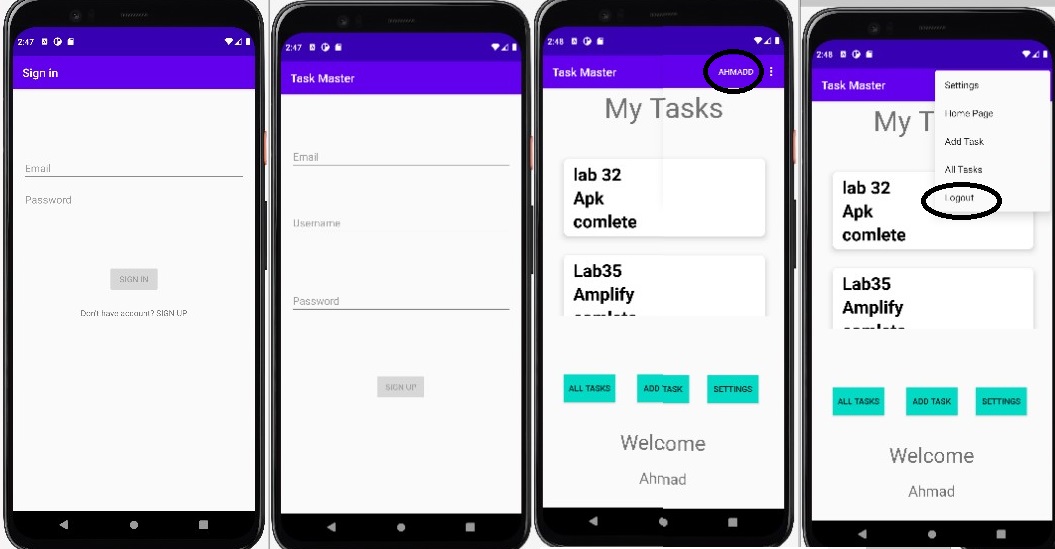 2:47
Sign in
Email
Password
SIGN IN
Don't have account? SIGN UP
2:47
Task Master
Email
Username
Password
SIGN UP
2:48
Task Master
AHMADD
My Tasks
lab 32
Apk
comlete
Lab35
Amplify
comlete
ALL TASKS
ADD TASK
SETTINGS
Welcome
Ahmad
2:48
Task Master
Settings
Home Page
Add Task
All Tasks
Logout
My T
lab 32
Apk
comlete
Lab35
Amplify
comlete
ALL TASKS
ADD TASK
SETTINGS
Welcome
Ahmad